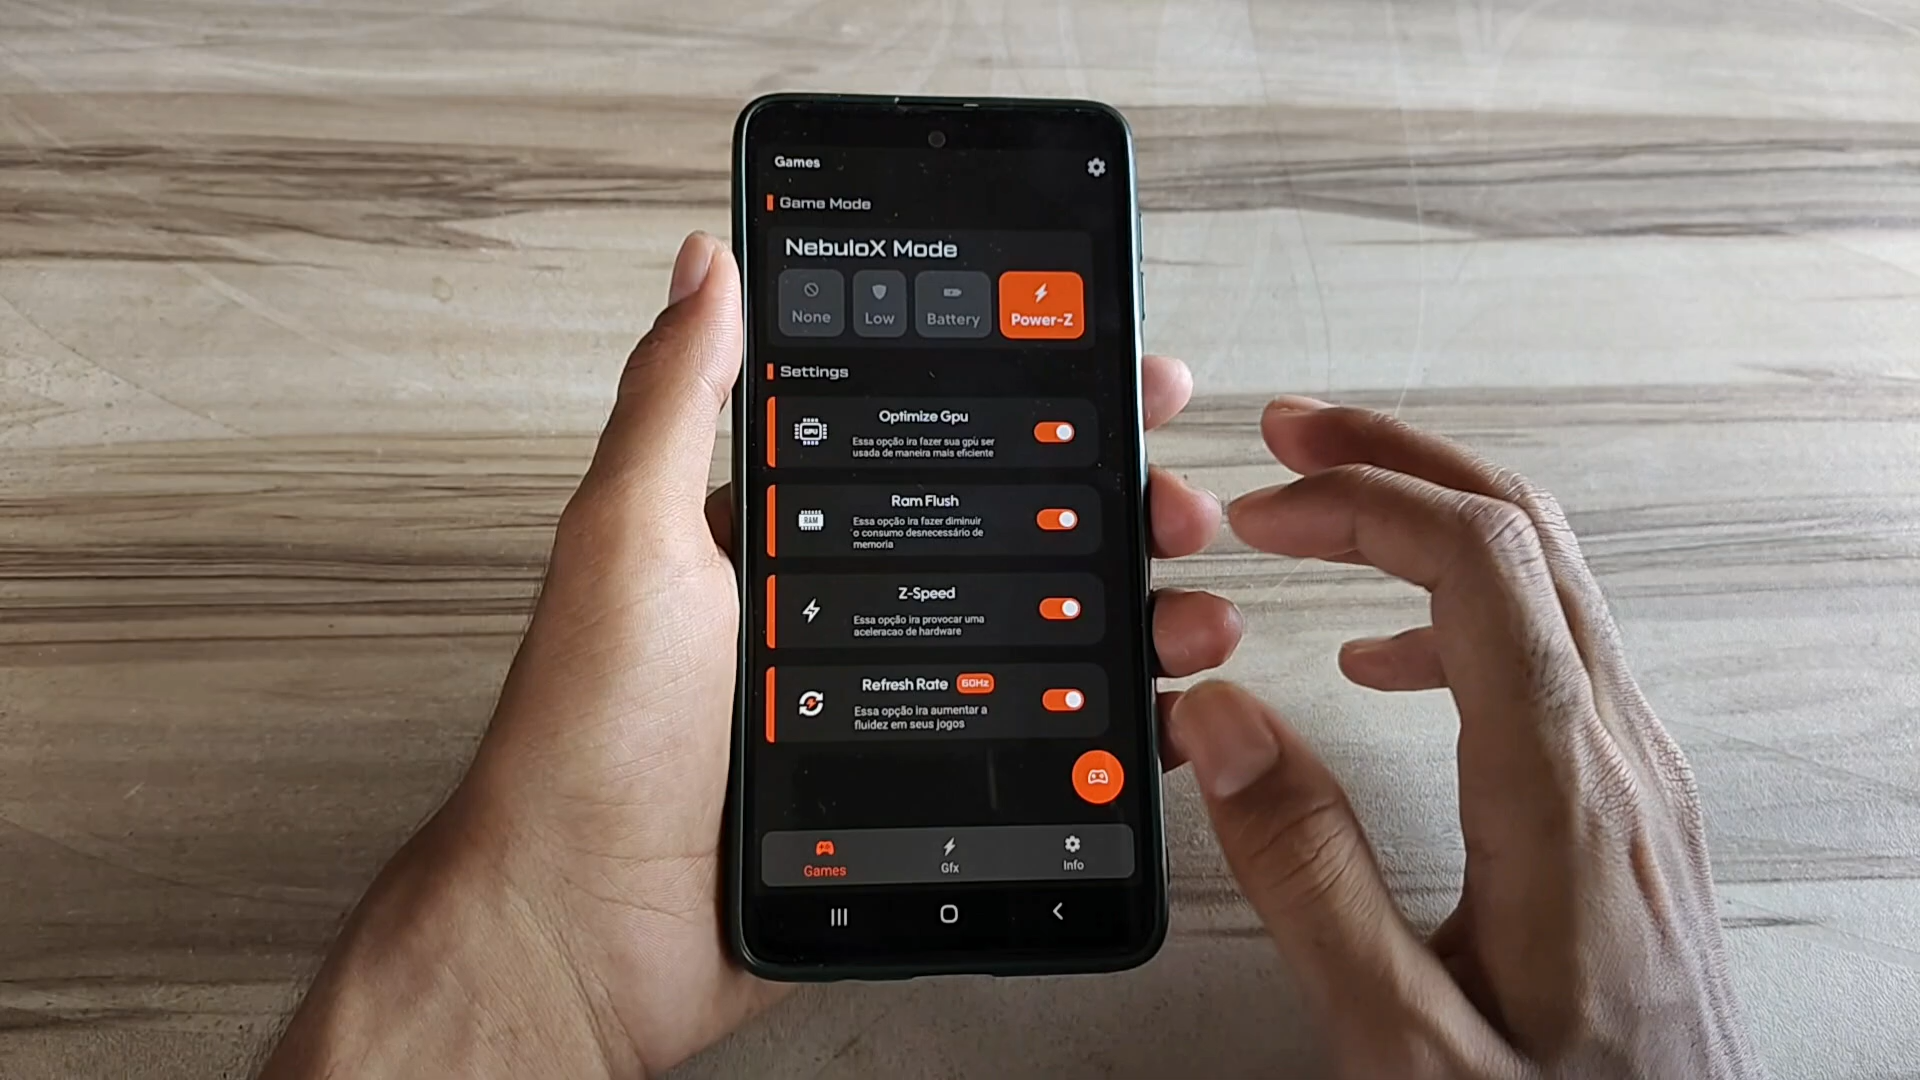 Games
Game Mode
NebuloX Mode
None
Low
Battery
Power-Z
Settings
GPU
Optimize Gpu
Essa opção ira fazer sua gpu ser
usada de maneira mais eficiente
RAM
Ram Flush
Essa opção ira fazer diminuir
o consumo desnecessário de
memoria
Z-Speed
Essa opção ira provocar uma
aceleracao de hardware
Refresh Rate 60Hz
Essa opção ira aumentar a
fluidez em seus jogos
Games
Gfx
Info